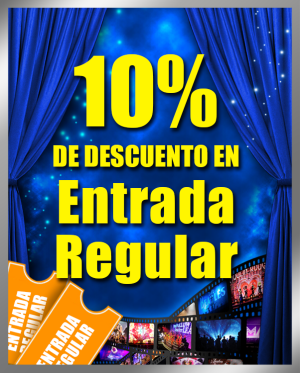 10%
DE DESCUENTO EN
Entrada
Regular
ENTRADA
REGULAR
ENTRADA
REGULAR